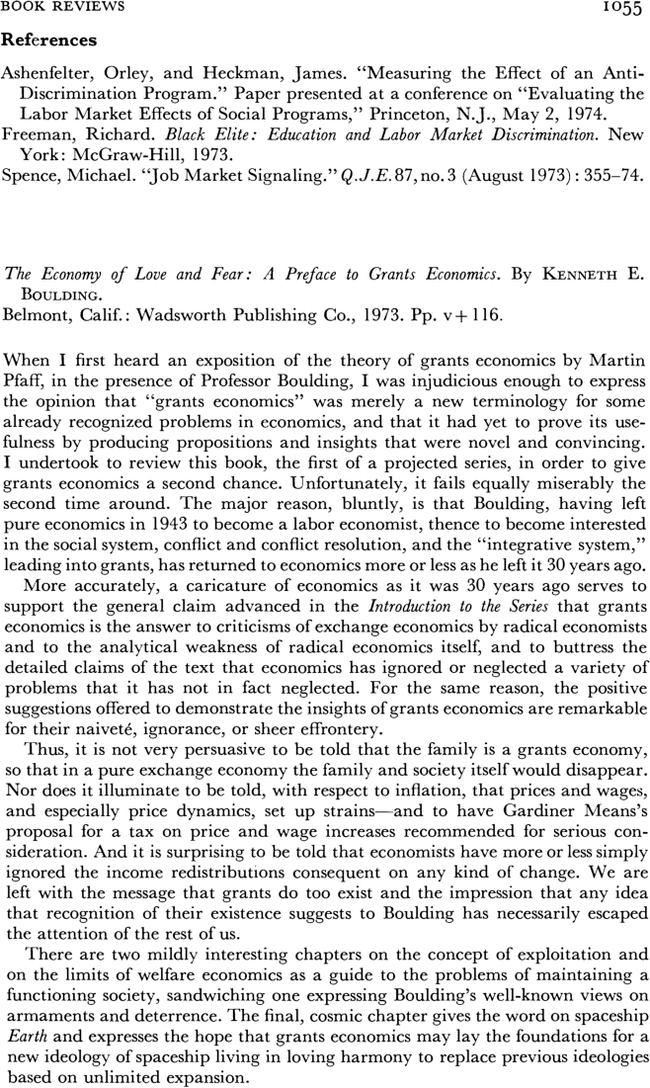 BOOK REVIEWS 1055
References
Ashenfelter, Orley, and Heckman, James. “Measuring the Effect of an Anti-
Discrimination Program.” Paper presented at a conference on “Evaluating the
Labor Market Effects of Social Programs,” Princeton, N.J., May 2, 1974.
Freeman, Richard. Black Elite: Education and Labor Market Discrimination. New
York: McGraw-Hill, 1973.
Spence, Michael. “Job Market Signaling.” Q.J.E. 87, no. 3 (August 1973): 355–74.
The Economy of Love and Fear: A Preface to Grants Economics. By KENNETH E.
BOULDING.
Belmont, Calif.: Wadsworth Publishing Co., 1973. Pp. v+116.
When I first heard an exposition of the theory of grants economics by Martin
Pfaff, in the presence of Professor Boulding, I was injudicious enough to express
the opinion that “grants economics” was merely a new terminology for some
already recognized problems in economics, and that it had yet to prove its use-
fulness by producing propositions and insights that were novel and convincing.
I undertook to review this book, the first of a projected series, in order to give
grants economics a second chance. Unfortunately, it fails equally miserably the
second time around. The major reason, bluntly, is that Boulding, having left
pure economics in 1943 to become a labor economist, thence to become interested
in the social system, conflict and conflict resolution, and the “integrative system,”
leading into grants, has returned to economics more or less as he left it 30 years ago.
More accurately, a caricature of economics as it was 30 years ago serves to
support the general claim advanced in the Introduction to the Series that grants
economics is the answer to criticisms of exchange economics by radical economists
and to the analytical weakness of radical economics itself, and to buttress the
detailed claims of the text that economics has ignored or neglected a variety of
problems that it has not in fact neglected. For the same reason, the positive
suggestions offered to demonstrate the insights of grants economics are remarkable
for their naiveté, ignorance, or sheer effrontery.
Thus, it is not very persuasive to be told that the family is a grants economy,
so that in a pure exchange economy the family and society itself would disappear.
Nor does it illuminate to be told, with respect to inflation, that prices and wages,
and especially price dynamics, set up strains—and to have Gardiner Means’s
proposal for a tax on price and wage increases recommended for serious con-
sideration. And it is surprising to be told that economists have more or less simply
ignored the income redistributions consequent on any kind of change. We are
left with the message that grants do too exist and the impression that any idea
that recognition of their existence suggests to Boulding has necessarily escaped
the attention of the rest of us.
There are two mildly interesting chapters on the concept of exploitation and
on the limits of welfare economics as a guide to the problems of maintaining a
functioning society, sandwiching one expressing Boulding’s well-known views on
armaments and deterrence. The final, cosmic chapter gives the word on spaceship
Earth and expresses the hope that grants economics may lay the foundations for a
new ideology of spaceship living in loving harmony to replace previous ideologies
based on unlimited expansion.